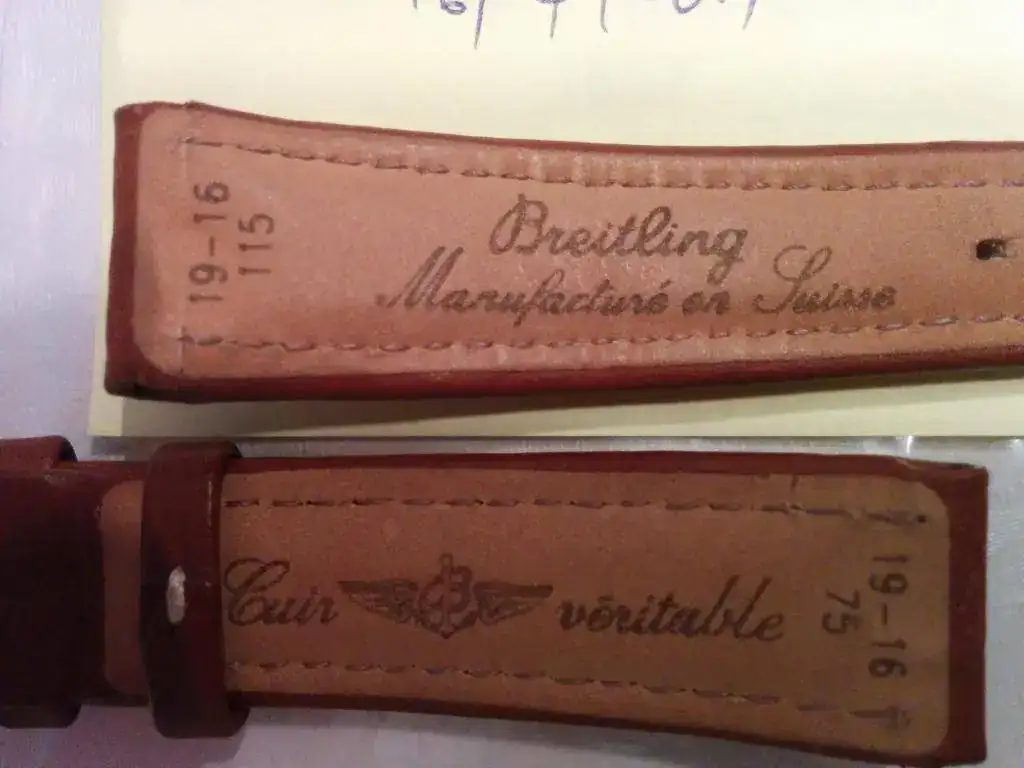 19-16
115
Breitling
Manufacturé en Suisse
Cuir B véritable
19-16
75